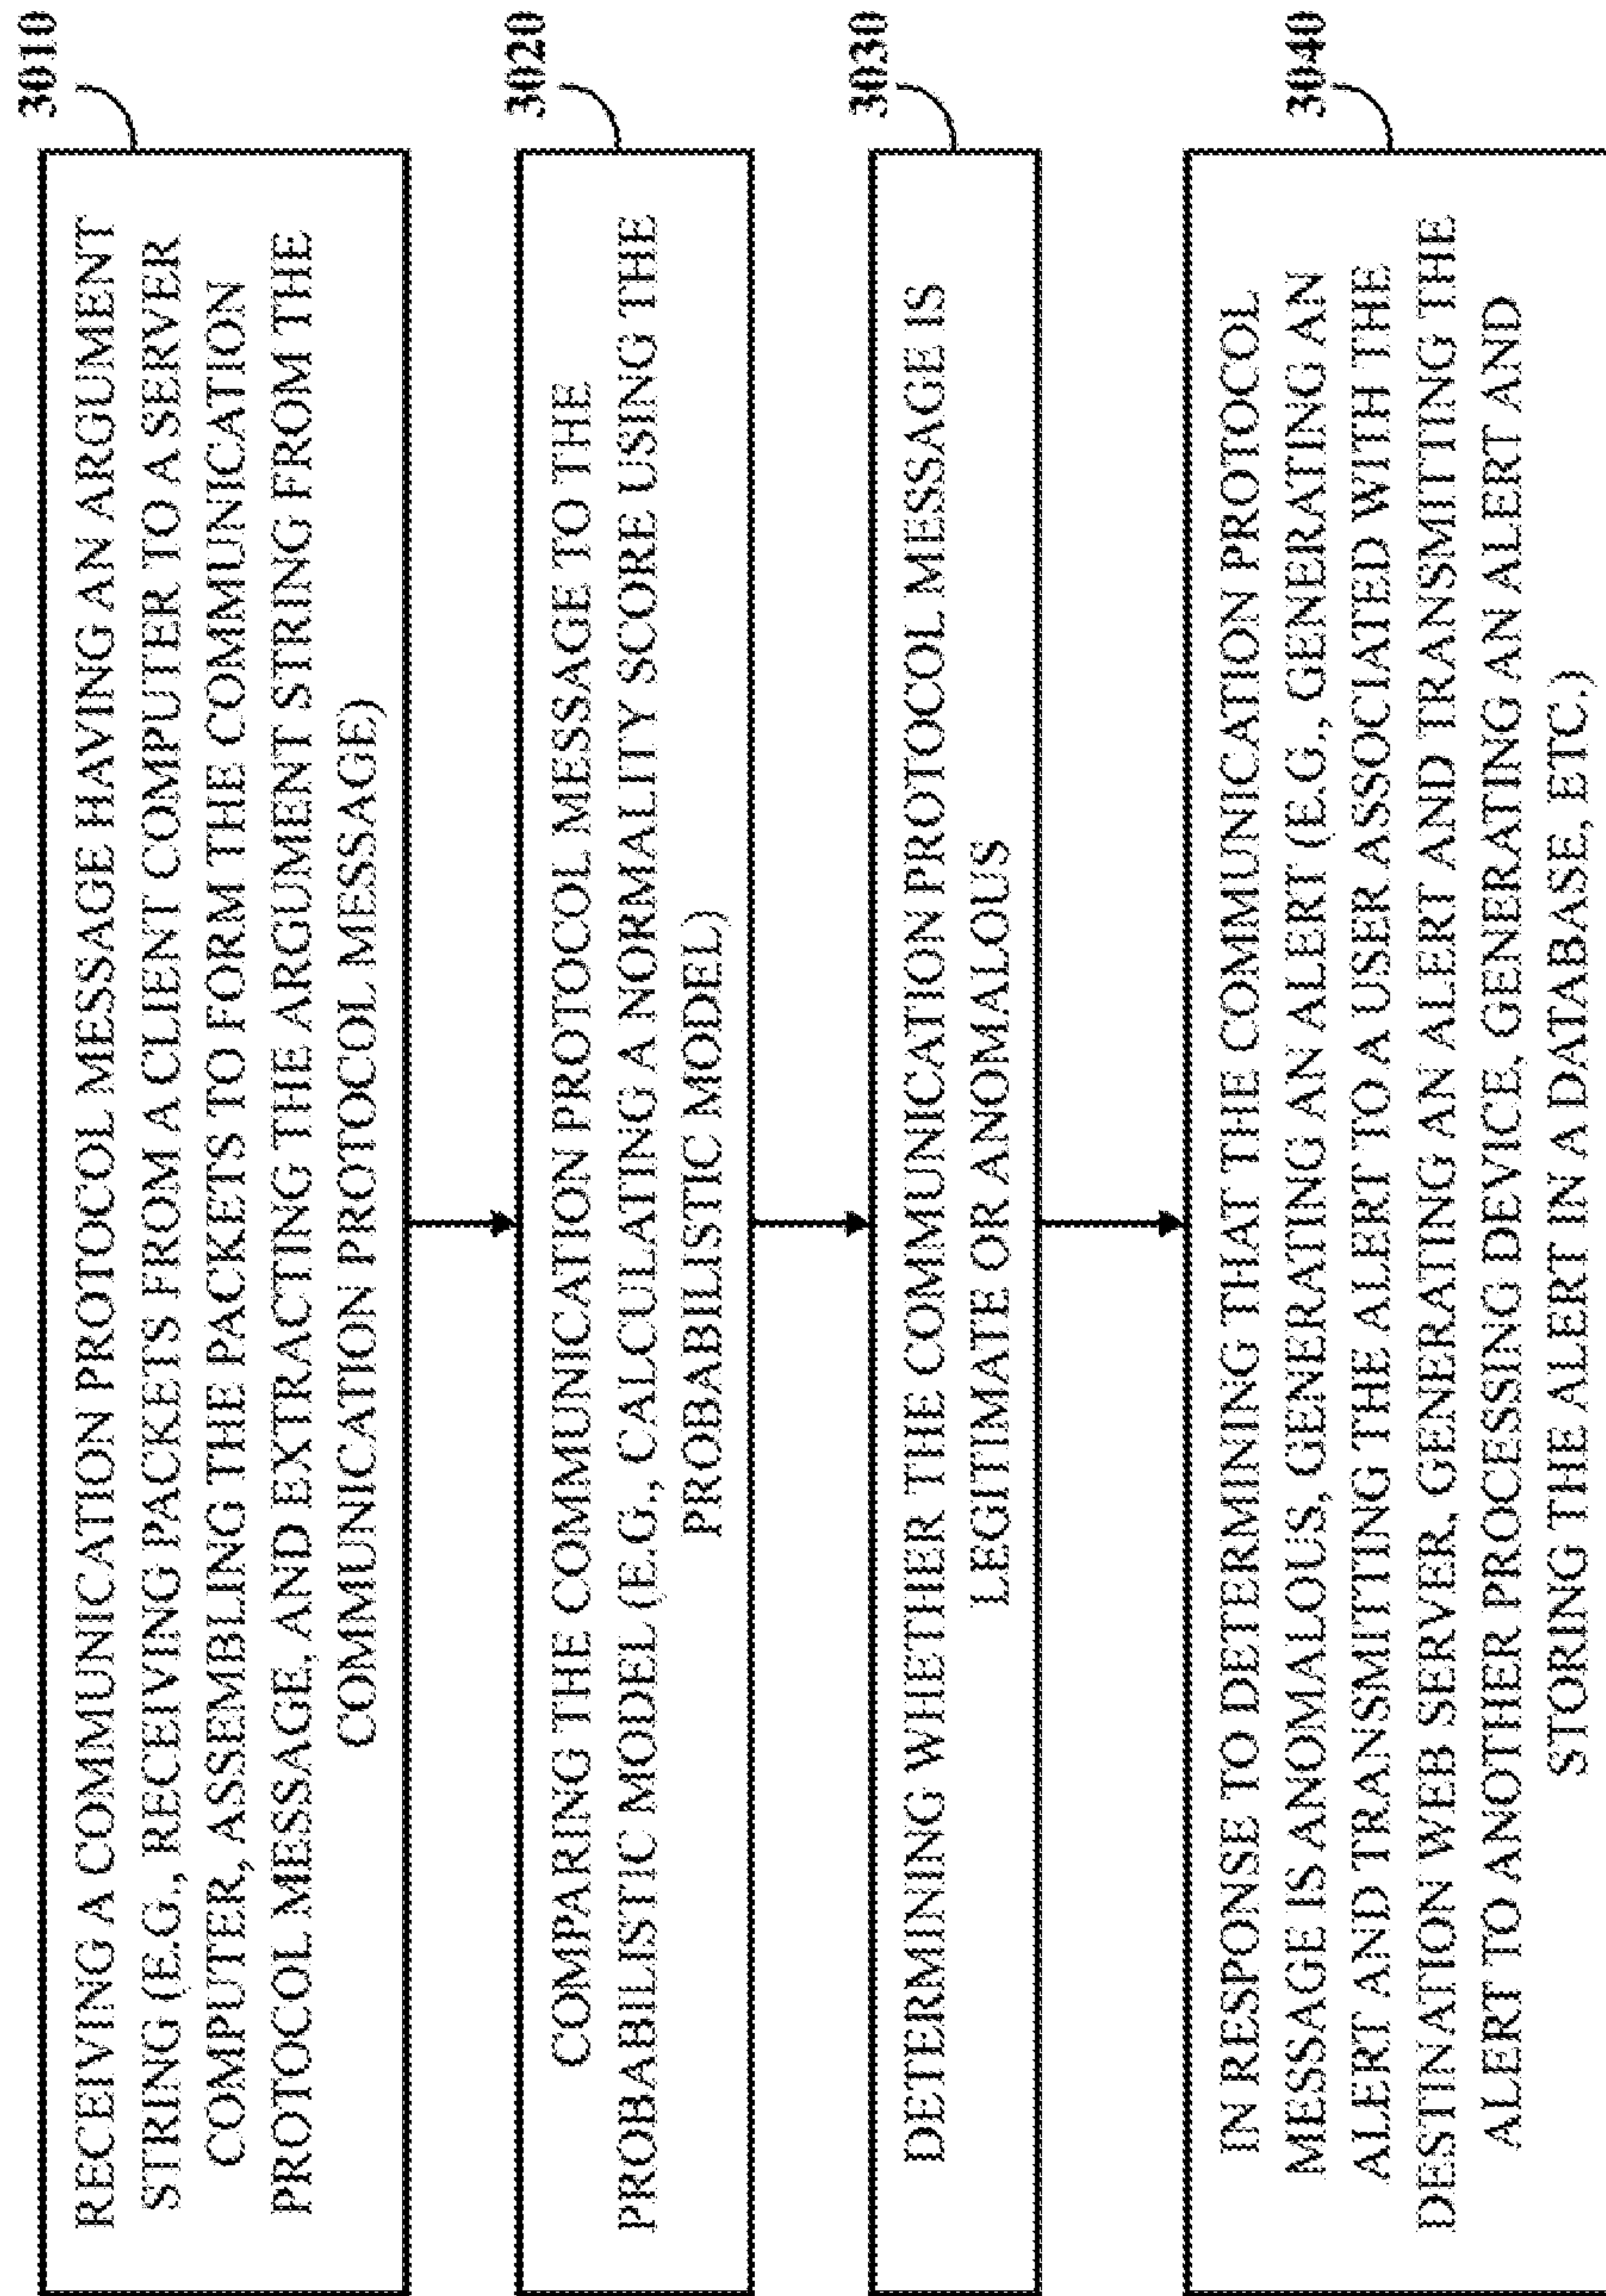 3010
RECEIVING A COMMUNICATION PROTOCOL MESSAGE HAVING AN ARGUMENT
STRING (E.G., RECEIVING PACKETS FROM A CLIENT COMPUTER TO A SERVER
COMPUTER, ASSEMBLING THE PACKETS TO FORM THE COMMUNICATION
PROTOCOL MESSAGE, AND EXTRACTING THE ARGUMENT STRING FROM THE
COMMUNICATION PROTOCOL MESSAGE)
3020
COMPARING THE COMMUNICATION PROTOCOL MESSAGE TO THE
PROBABILISTIC MODEL (E.G., CALCULATING A NORMALITY SCORE USING THE
PROBABILISTIC MODEL)
3030
DETERMINING WHETHER THE COMMUNICATION PROTOCOL MESSAGE IS
LEGITIMATE OR ANOMALOUS
3040
IN RESPONSE TO DETERMINING THAT THE COMMUNICATION PROTOCOL
MESSAGE IS ANOMALOUS, GENERATING AN ALERT (E.G., GENERATING AN
ALERT AND TRANSMITTING THE ALERT TO A USER ASSOCIATED WITH THE
DESTINATION WEB SERVER, GENERATING AN ALERT AND TRANSMITTING THE
ALERT TO ANOTHER PROCESSING DEVICE, GENERATING AN ALERT AND
STORING THE ALERT IN A DATABASE, ETC.)